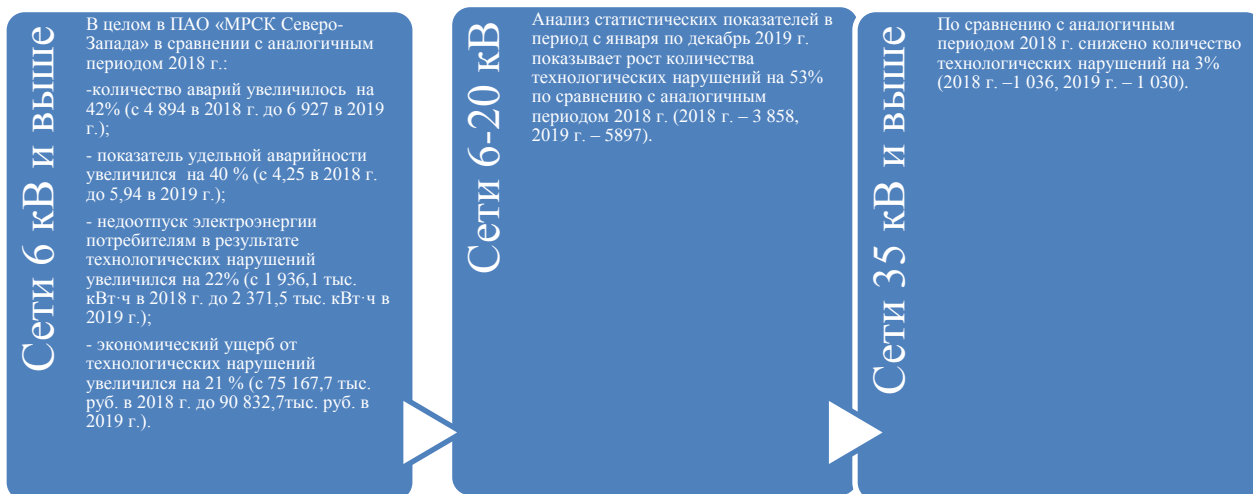 Сети 6 кВ и выше
В целом в ПАО «МРСК Северо-
Запада» в сравнении с аналогичным
периодом 2018 г.:
-количество аварий увеличилось на
42% (с 4 894 в 2018 г. до 6 927 в 2019
г.);
- показатель удельной аварийности
увеличился на 40 % (с 4,25 в 2018 г.
до 5,94 в 2019 г.);
- недоотпуск электроэнергии
потребителям в результате
технологических нарушений
увеличился на 22% (с 1 936,1 тыс.
кВт·ч в 2018 г. до 2 371,5 тыс. кВт·ч в
2019 г.);
- экономический ущерб от
технологических нарушений
увеличился на 21 % (с 75 167,7 тыс.
руб. в 2018 г. до 90 832,7тыс. руб. в
2019 г.).
Сети 6-20 кВ
Анализ статистических показателей в
период с января по декабрь 2019 г.
показывает рост количества
технологических нарушений на 53%
по сравнению с аналогичным
периодом 2018 г. (2018 г. – 3 858,
2019 г. – 5897).
Сети 35 кВ и выше
По сравнению с аналогичным
периодом 2018 г. снижено количество
технологических нарушений на 3%
(2018 г. –1 036, 2019 г. – 1 030).